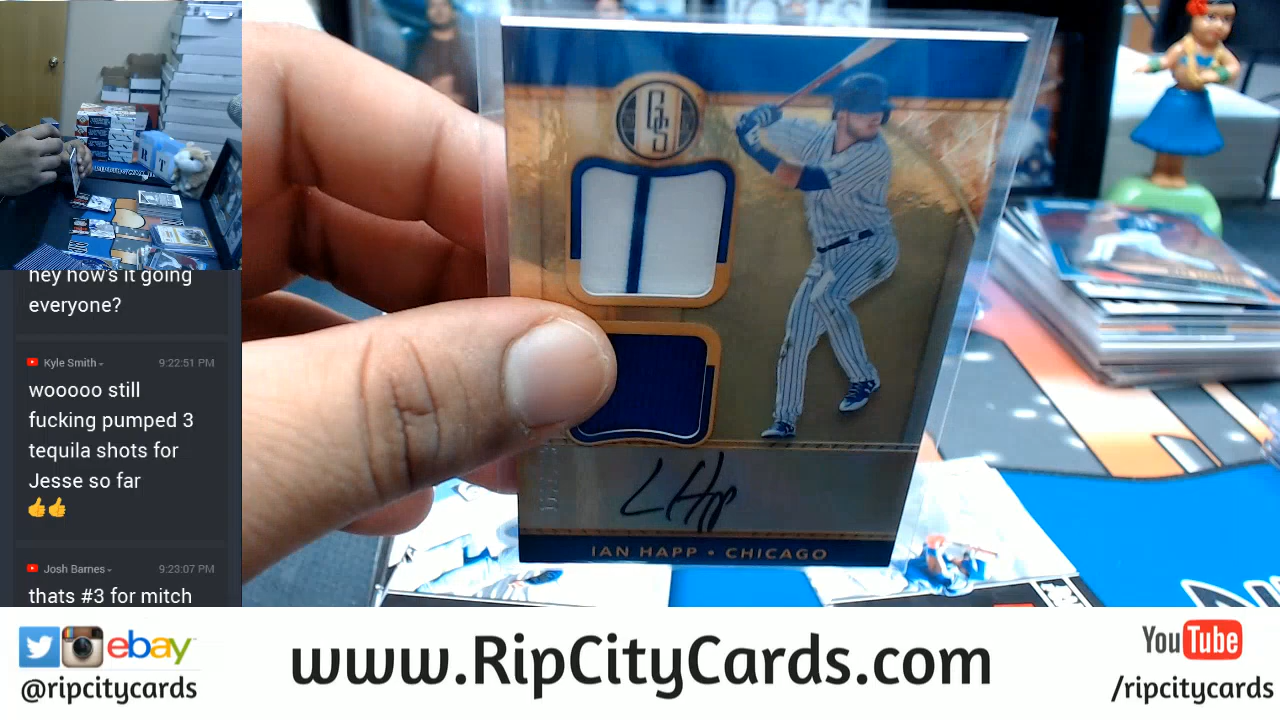 hey how's it going
everyone?
Kyle Smith 9:22:51 PM
wooooo still
fucking pumped 3
tequila shots for
Jesse so far
👍👍
Josh Barnes 9:23:07 PM
thats #3 for mitch
GS
L Happ
IAN HAPP • CHICAGO
ebay
@ripcitycards
www.RipCityCards.com
YouTube
/ripcitycards